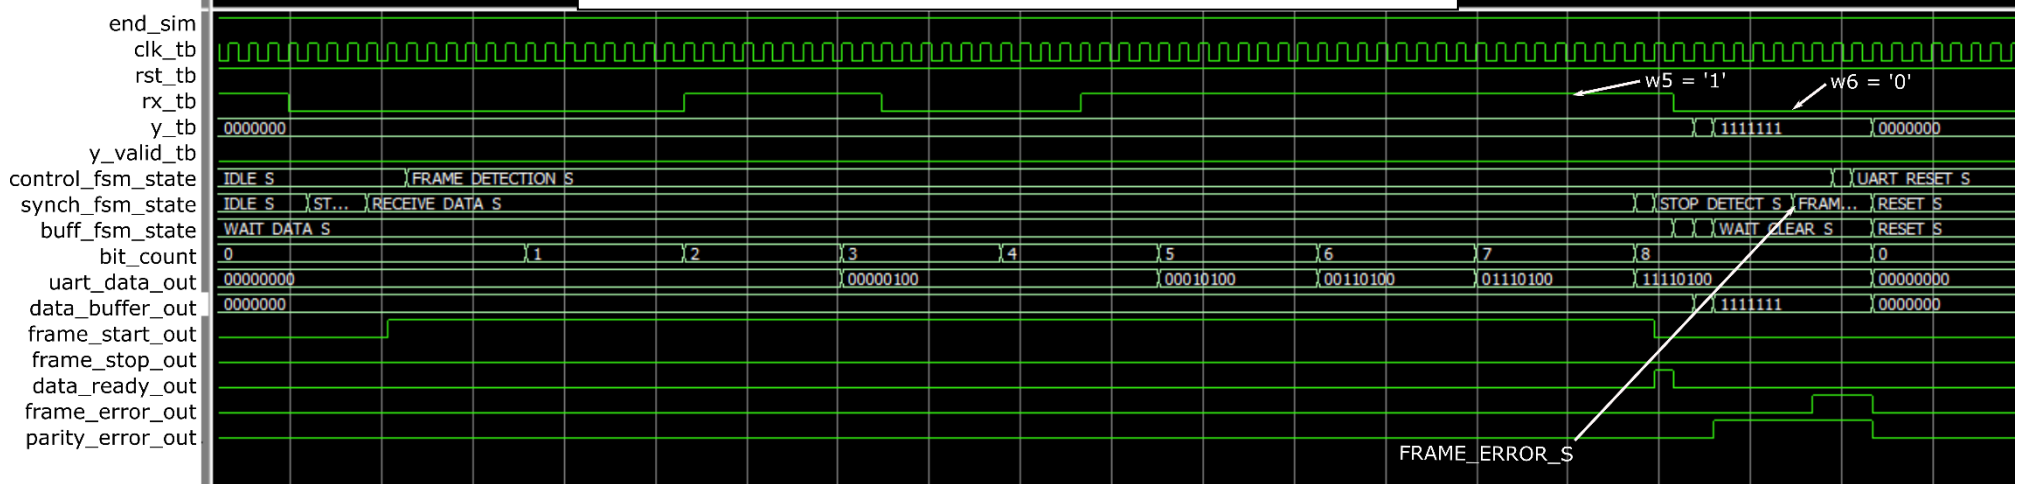 end_sim
clk_tb
rst_tb
w5 = '1'
w6 = '0'
rx_tb
y_tb 0000000 1111111 0000000
y_valid_tb
control_fsm_state IDLE S FRAME DETECTION S UART RESET S
synch_fsm_state IDLE S ST... RECEIVE DATA S STOP DETECT S FRAM... RESET S
buff_fsm_state WAIT DATA S WAIT CLEAR S RESET S
bit_count 0 1 2 3 4 5 6 7 8 0
uart_data_out 00000000 00000100 00010100 00110100 01110100 11110100 00000000
data_buffer_out 0000000 1111111 0000000
frame_start_out
frame_stop_out
data_ready_out
frame_error_out
parity_error_out
FRAME_ERROR_S